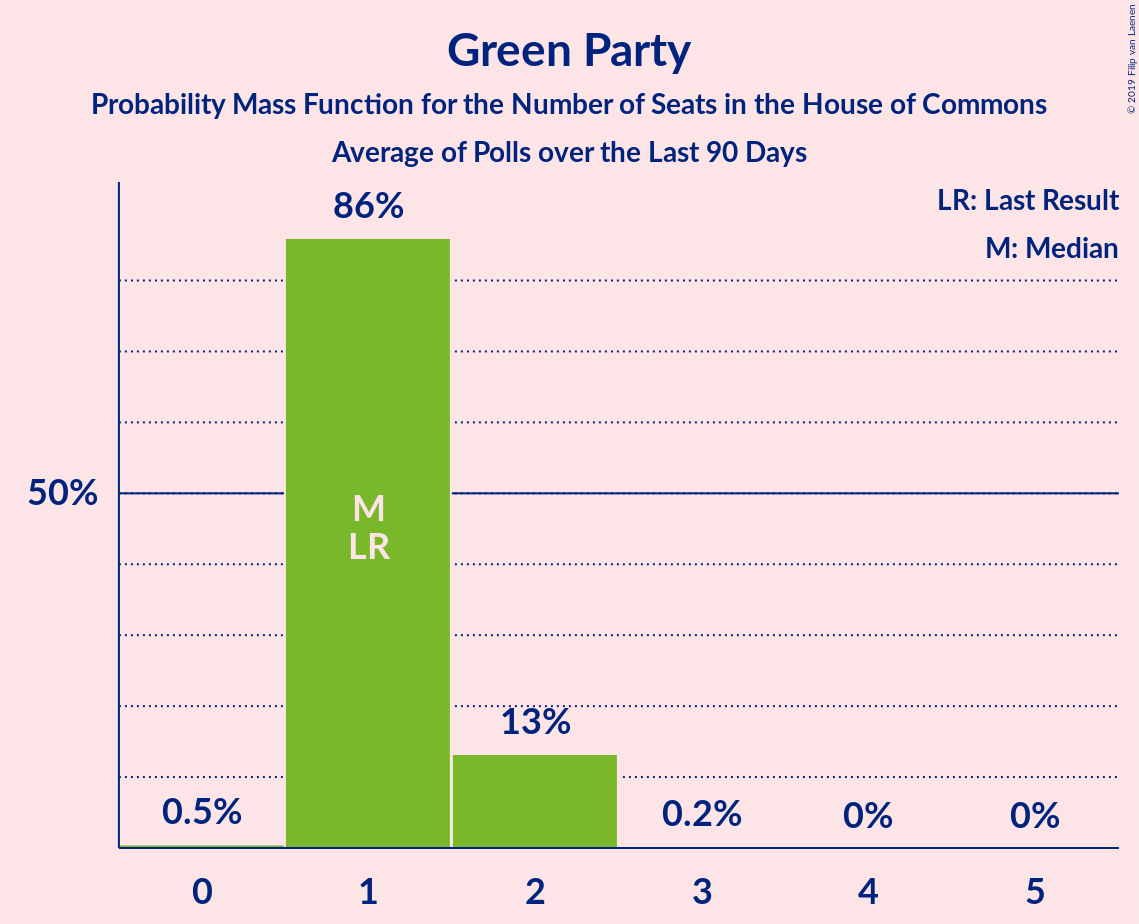 Green Party
Probability Mass Function for the Number of Seats in the House of Commons
Average of Polls over the Last 90 Days
© 2019 Filip van Laenen
LR: Last Result
M: Median
86%
50%
M
LR
13%
0.5%
0.2%
0%
0%
0 1 2 3 4 5